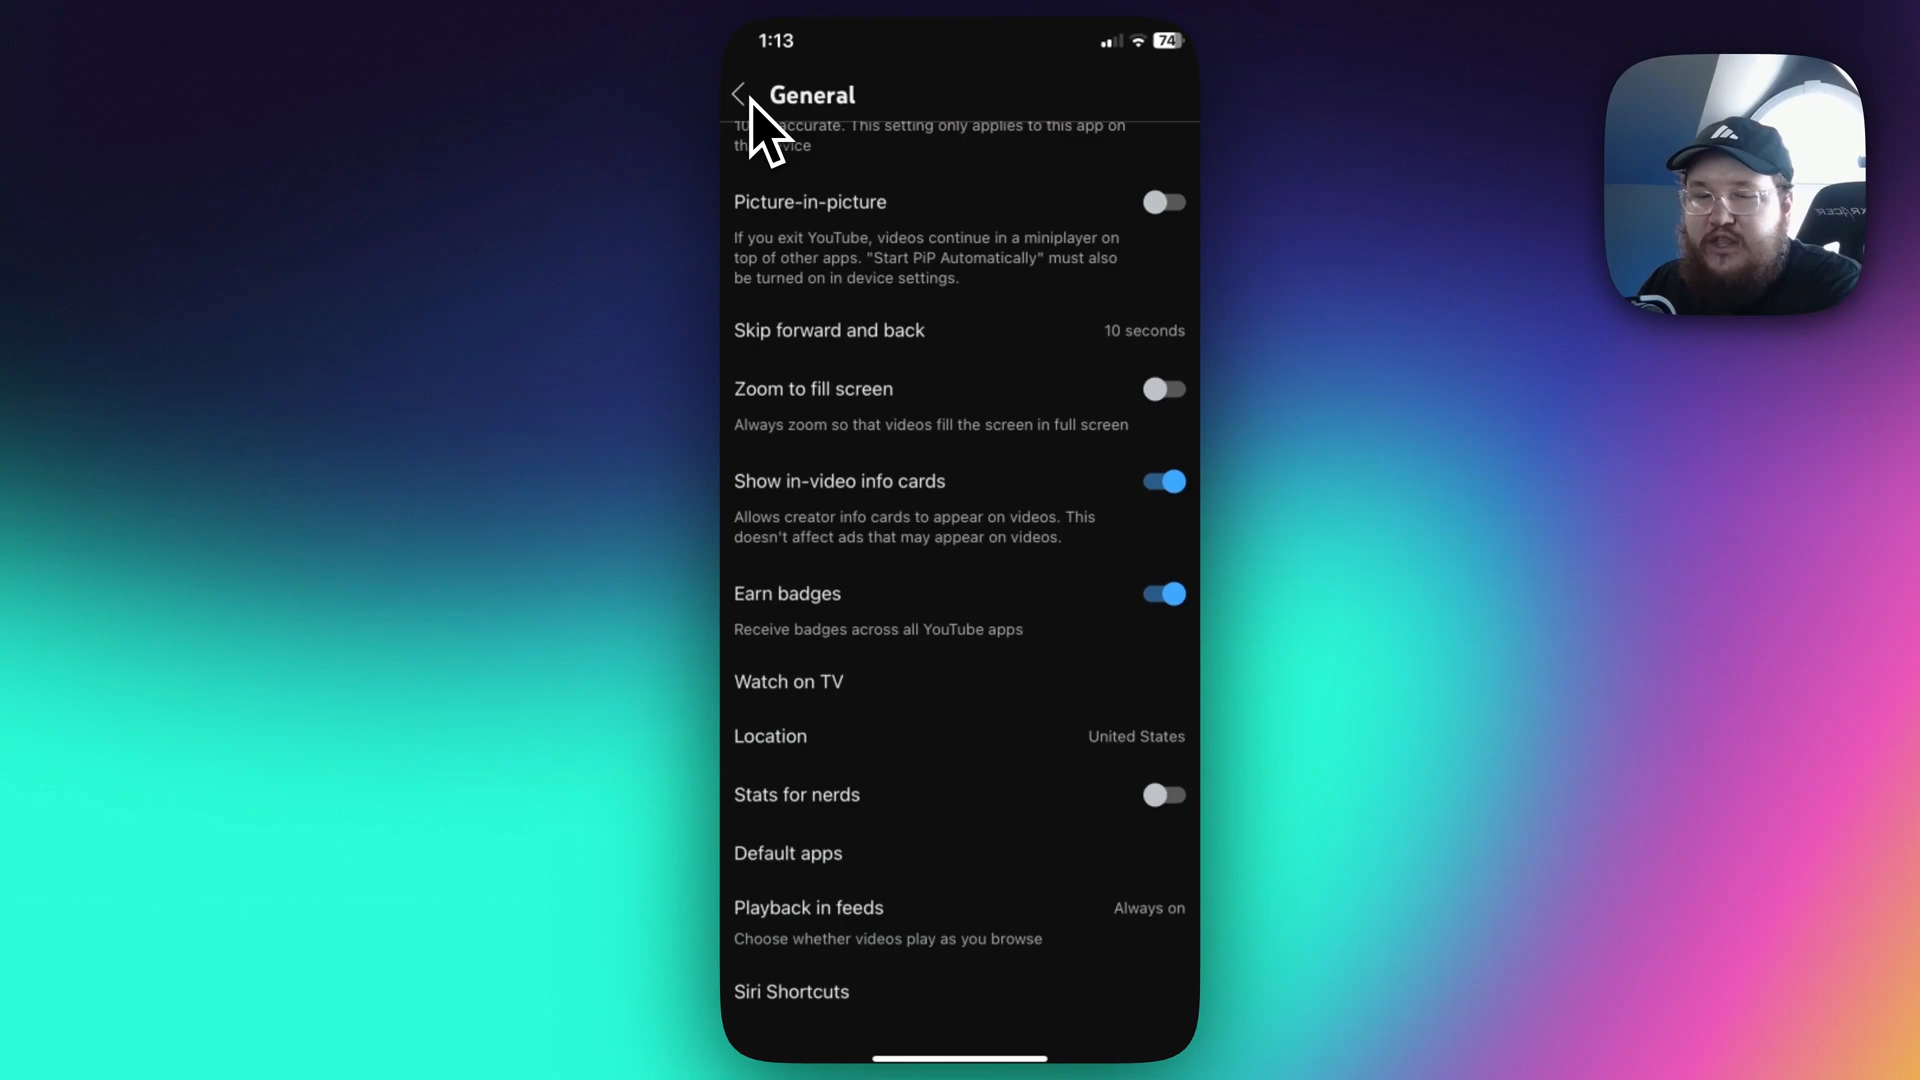 1:13
74
General
accurate. This setting only applies to this app on
Picture-in-picture
If you exit YouTube, videos continue in a miniplayer on
top of other apps. "Start PiP Automatically" must also
be turned on in device settings.
Skip forward and back
10 seconds
Zoom to fill screen
Always zoom so that videos fill the screen in full screen
Show in-video info cards
Allows creator info cards to appear on videos. This
doesn't affect ads that may appear on videos.
Earn badges
Receive badges across all YouTube apps
Watch on TV
Location
United States
Stats for nerds
Default apps
Playback in feeds
Always on
Choose whether videos play as you browse
Siri Shortcuts